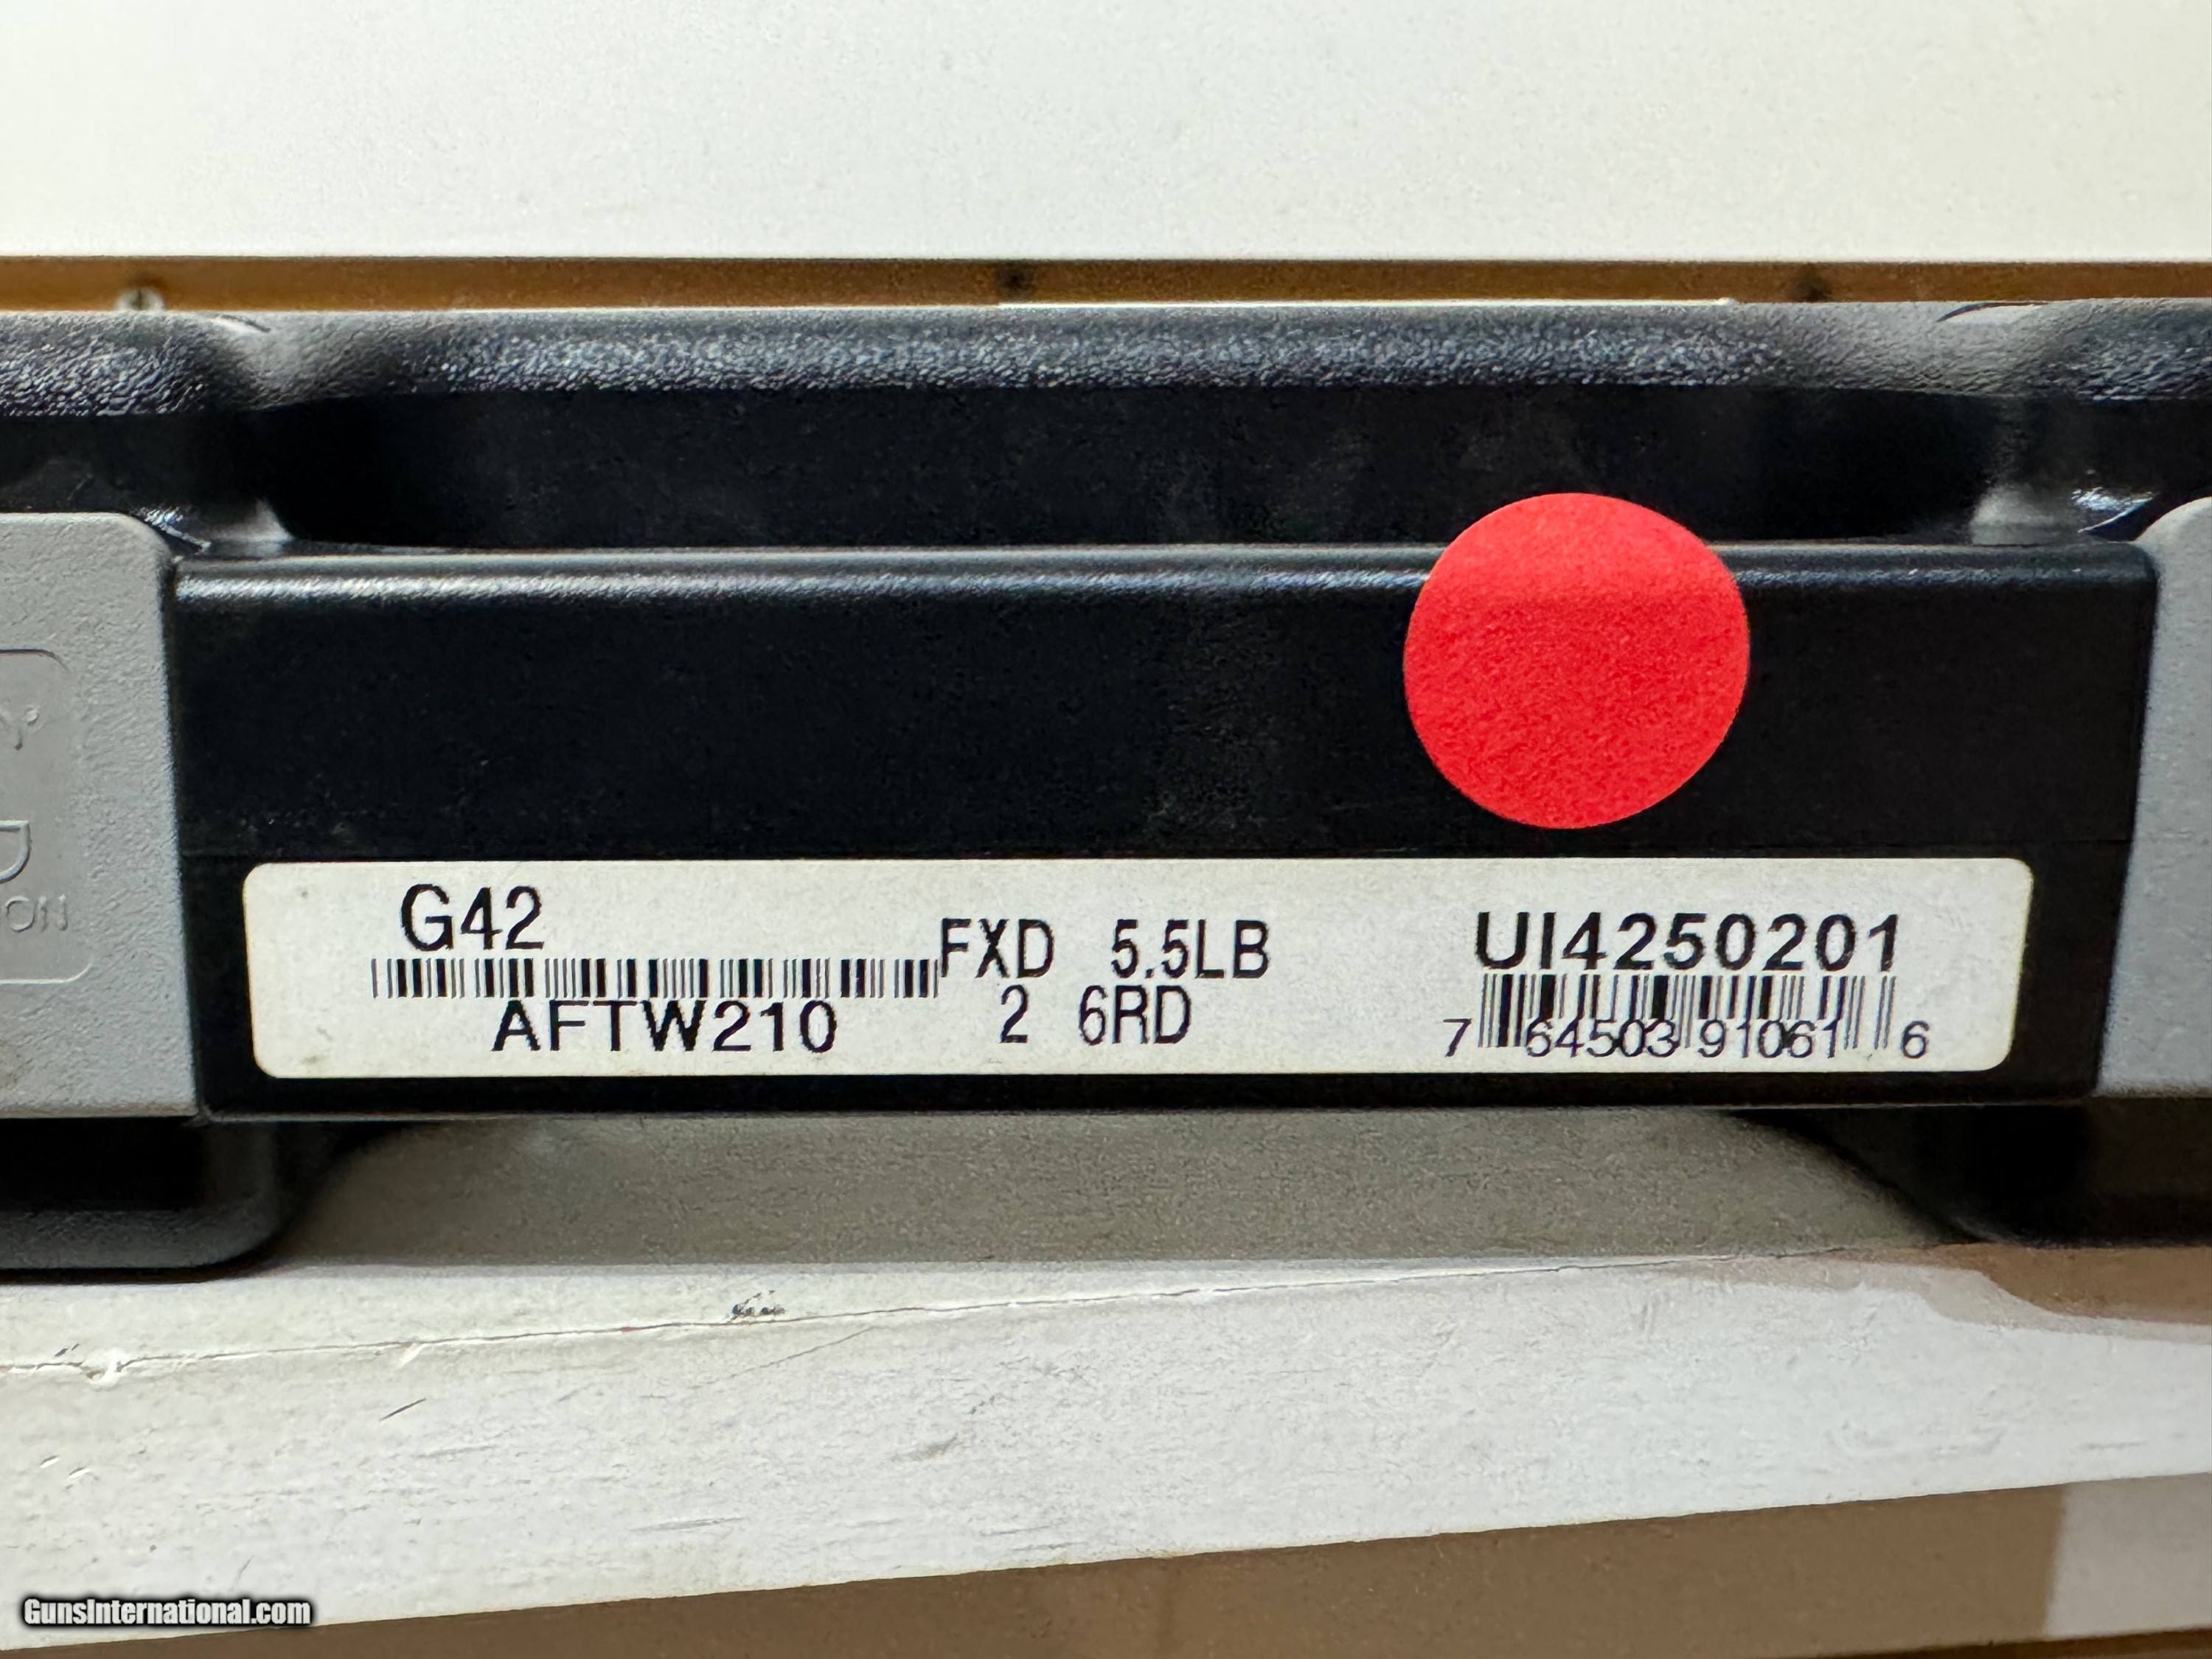 G42
FXD 5.5LB
UI4250201
AFTW210
2 6RD
7 64503 91061 6
GunsInternational.com